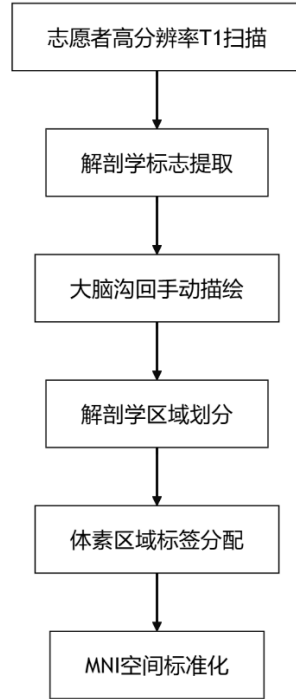 志愿者高分辨率T1扫描
解剖学标志提取
大脑沟回手动描绘
解剖学区域划分
体素区域标签分配
MNI空间标准化